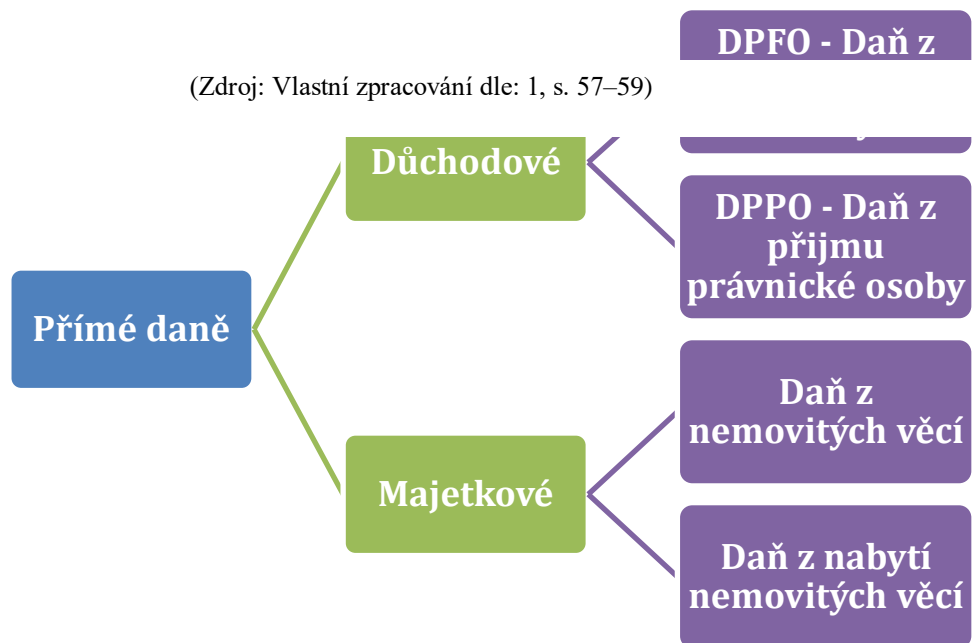 DPFO - Daň z
(Zdroj: Vlastní zpracování dle: 1, s. 57–59)
Důchodové
DPPO - Daň z
přijmu
právnické osoby
Přímé daně
Daň z
nemovitých věcí
Majetkové
Daň z nabytí
nemovitých věcí